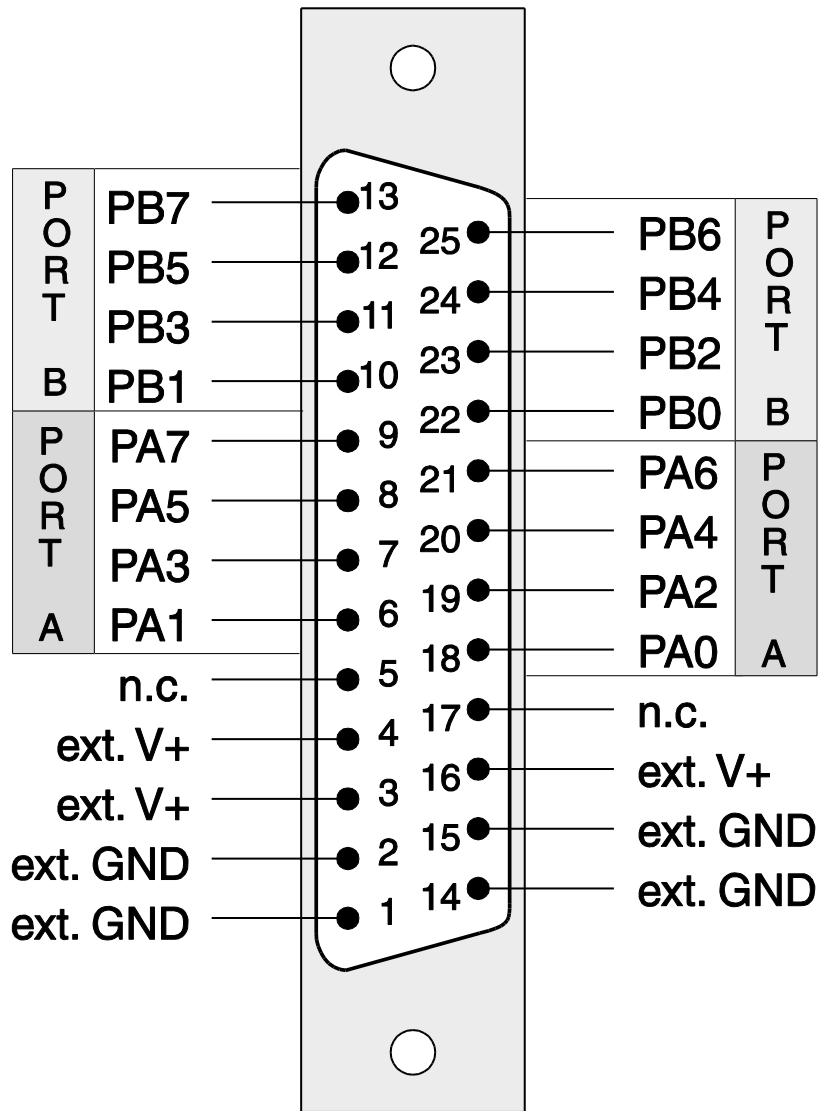 PORT B
PB7 13
PB5 12
PB3 11
PB1 10
PORT A
PA7 9
PA5 8
PA3 7
PA1 6
n.c. 5
ext. V+ 4
ext. V+ 3
ext. GND 2
ext. GND 1
25 PB6
24 PB4
23 PB2
22 PB0
PORT B
21 PA6
20 PA4
19 PA2
18 PA0
PORT A
17 n.c.
16 ext. V+
15 ext. GND
14 ext. GND